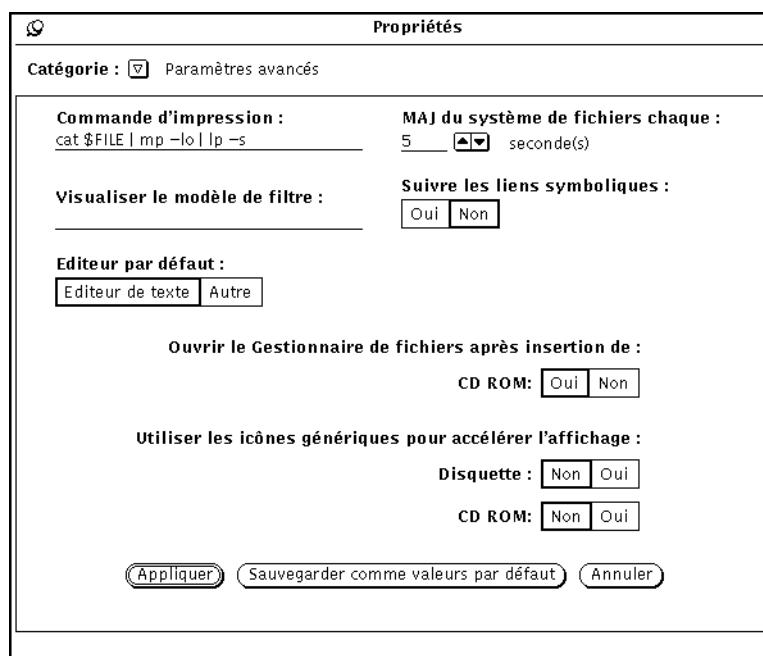 Propriétés
Catégorie : Paramètres avancés
Commande d'impression :
cat $FILE | mp –lo | lp –s
MAJ du système de fichiers chaque :
5 seconde(s)
Visualiser le modèle de filtre :
Suivre les liens symboliques :
Oui Non
Editeur par défaut :
Editeur de texte Autre
Ouvrir le Gestionnaire de fichiers après insertion de :
CD ROM: Oui Non
Utiliser les icônes génériques pour accélérer l'affichage :
Disquette : Non Oui
CD ROM: Non Oui
Appliquer Sauvegarder comme valeurs par défaut Annuler